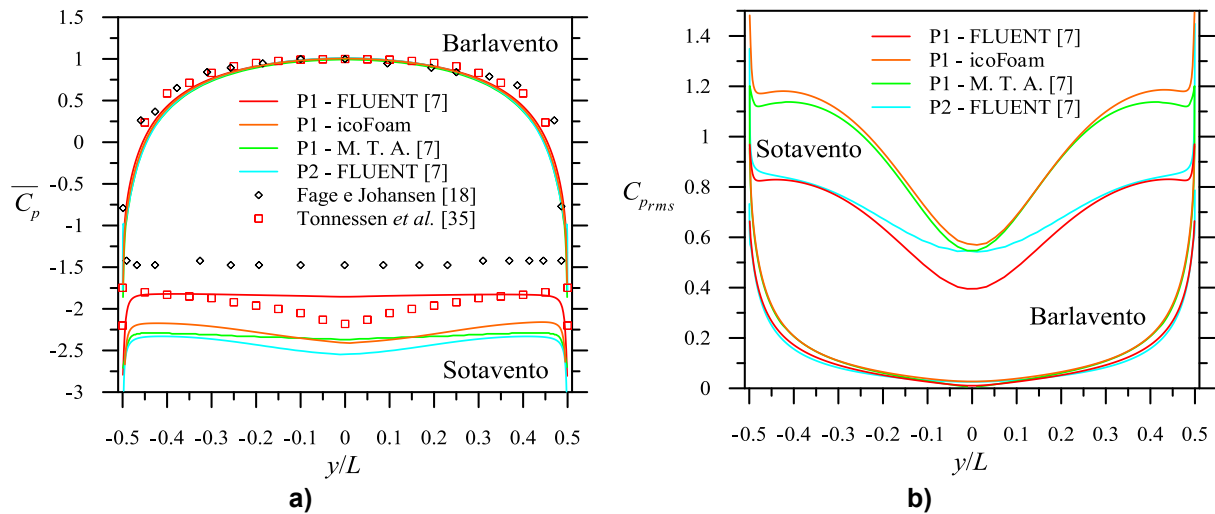 1.5
1
0.5
0
-0.5
-1
-1.5
-2
-2.5
-3
C_p
Barlavento
P1 - FLUENT [7]
P1 - icoFoam
P1 - M. T. A. [7]
P2 - FLUENT [7]
Fage e Johansen [18]
Tonnessen et al. [35]
Sotavento
-0.5 -0.4 -0.3 -0.2 -0.1 0 0.1 0.2 0.3 0.4 0.5
y/L
a)
1.4
1.2
1
0.8
0.6
0.4
0.2
0
C_prms
P1 - FLUENT [7]
P1 - icoFoam
P1 - M. T. A. [7]
P2 - FLUENT [7]
Sotavento
Barlavento
-0.5 -0.4 -0.3 -0.2 -0.1 0 0.1 0.2 0.3 0.4 0.5
y/L
b)